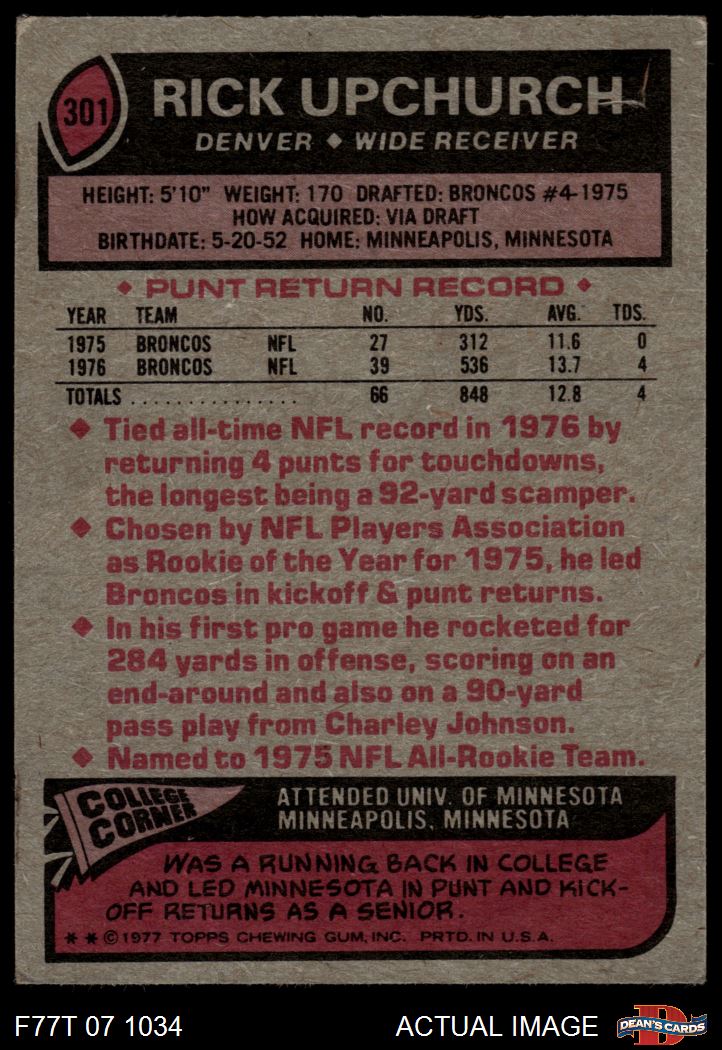 301
RICK UPCHURCH
DENVER ◆ WIDE RECEIVER
HEIGHT: 5'10" WEIGHT: 170 DRAFTED: BRONCOS #4-1975
HOW ACQUIRED: VIA DRAFT
BIRTHDATE: 5-20-52 HOME: MINNEAPOLIS, MINNESOTA
◆ PUNT RETURN RECORD ◆
YEAR TEAM NO. YDS. AVG. TDS.
1975 BRONCOS NFL 27 312 11.6 0
1976 BRONCOS NFL 39 536 13.7 4
TOTALS ................ 66 848 12.8 4
◆ Tied all-time NFL record in 1976 by
returning 4 punts for touchdowns,
the longest being a 92-yard scamper.
◆ Chosen by NFL Players Association
as Rookie of the Year for 1975, he led
Broncos in kickoff & punt returns.
◆ In his first pro game he rocketed for
284 yards in offense, scoring on an
end-around and also on a 90-yard
pass play from Charley Johnson.
◆ Named to 1975 NFL All-Rookie Team.
COLLEGE
CORNER
ATTENDED UNIV. OF MINNESOTA
MINNEAPOLIS, MINNESOTA
WAS A RUNNING BACK IN COLLEGE
AND LED MINNESOTA IN PUNT AND KICK-
OFF RETURNS AS A SENIOR.
* * © 1977 TOPPS CHEWING GUM, INC. PRTD. IN U.S.A.
F77T 07 1034
ACTUAL IMAGE
D
DEAN'S CARDS